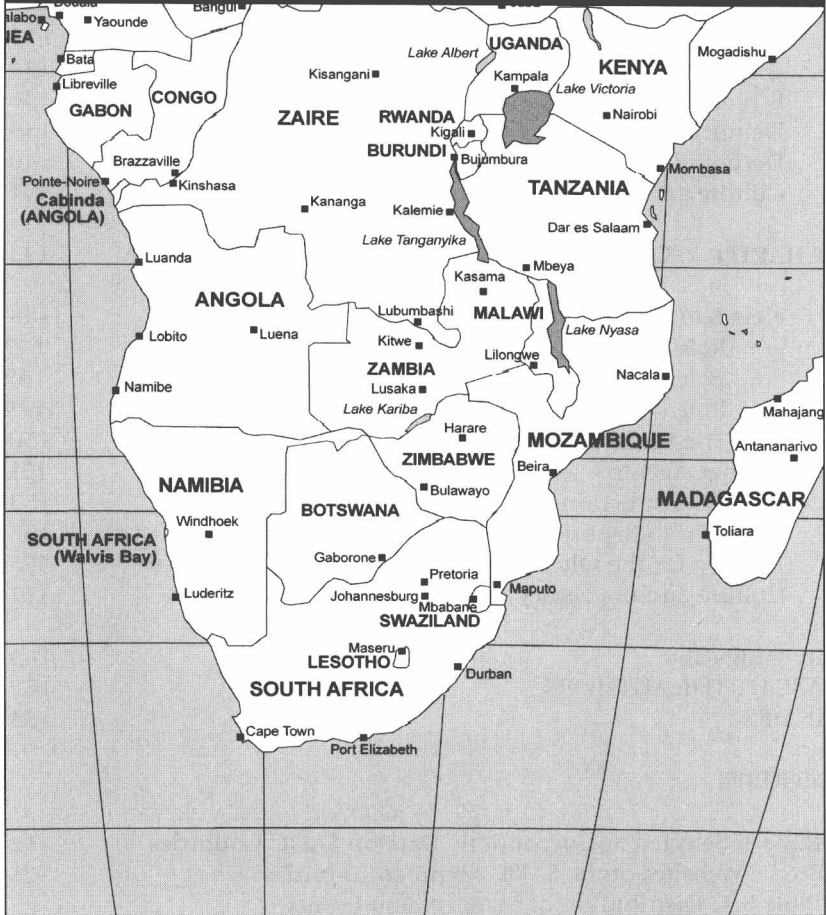 Yaounde
Bata
Libreville
GABON
CONGO
Brazzaville
Pointe-Noire
Kinshasa
Cabinda
(ANGOLA)
Kisangani
ZAIRE
Kananga
Kalemie
Lake Tanganyika
Lake Albert
UGANDA
Kampala
Lake Victoria
KENYA
Nairobi
Mogadishu
RWANDA
Kigali
BURUNDI
Bujumbura
TANZANIA
Mombasa
Dar es Salaam
Mbeya
Luanda
ANGOLA
Lobito
Luena
Namibe
Kasama
Lubumbashi
MALAWI
Kitwe
Lake Nyasa
ZAMBIA
Lilongwe
Lusaka
Nacala
Lake Kariba
Harare
MOZAMBIQUE
ZIMBABWE
Beira
Bulawayo
Mahajang
Antananarivo
MADAGASCAR
Toliara
NAMIBIA
Windhoek
BOTSWANA
SOUTH AFRICA
(Walvis Bay)
Gaborone
Luderitz
Pretoria
Johannesburg
Maputo
Mbabane
SWAZILAND
Maseru
LESOTHO
Durban
SOUTH AFRICA
Cape Town
Port Elizabeth